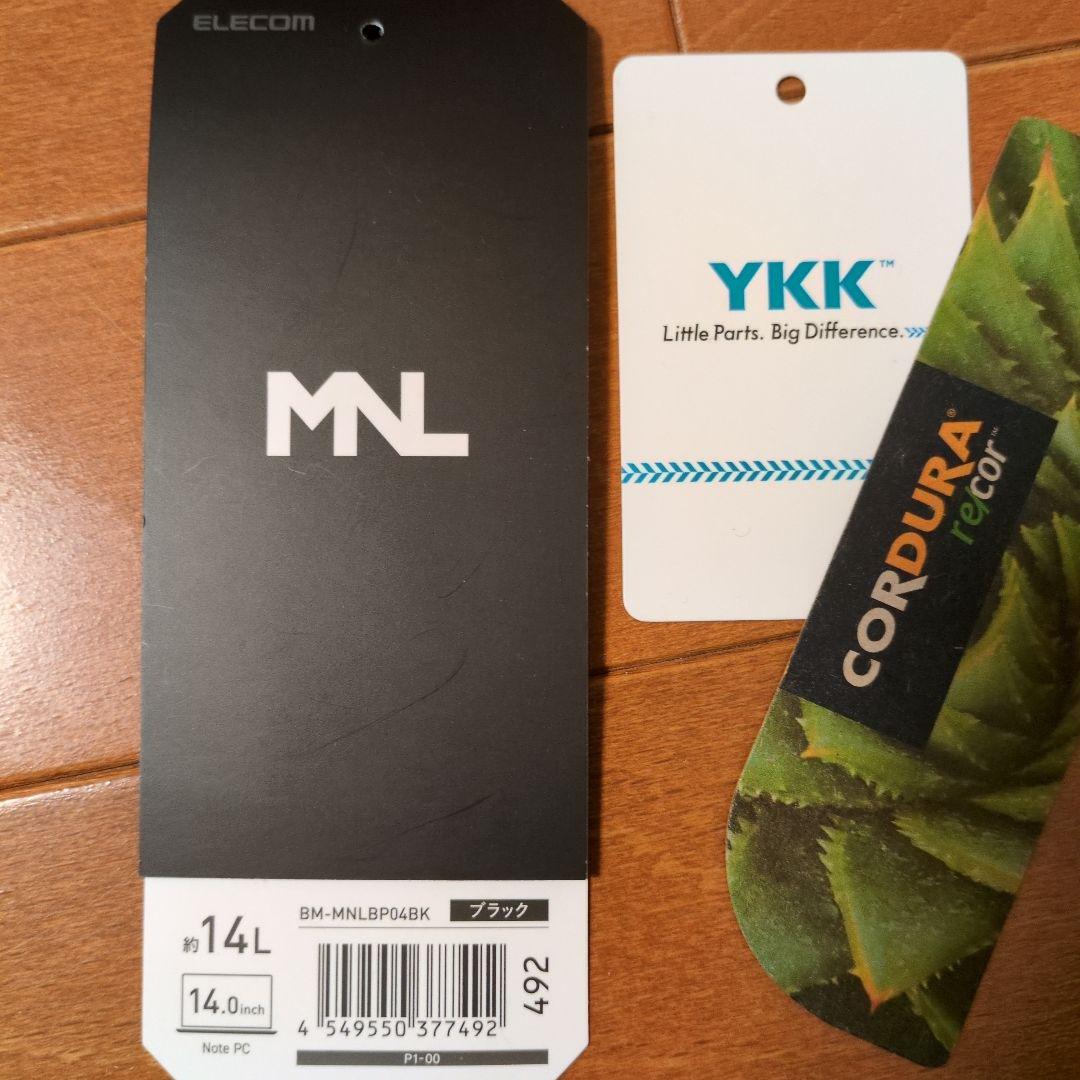 ELECOM
MNL
約14L
14.0inch
Note PC
BM-MNLBP04BK ブラック
4 549550 377492
492
P1-00
YKK™
Little Parts. Big Difference.
CORDURA®
re/cor™